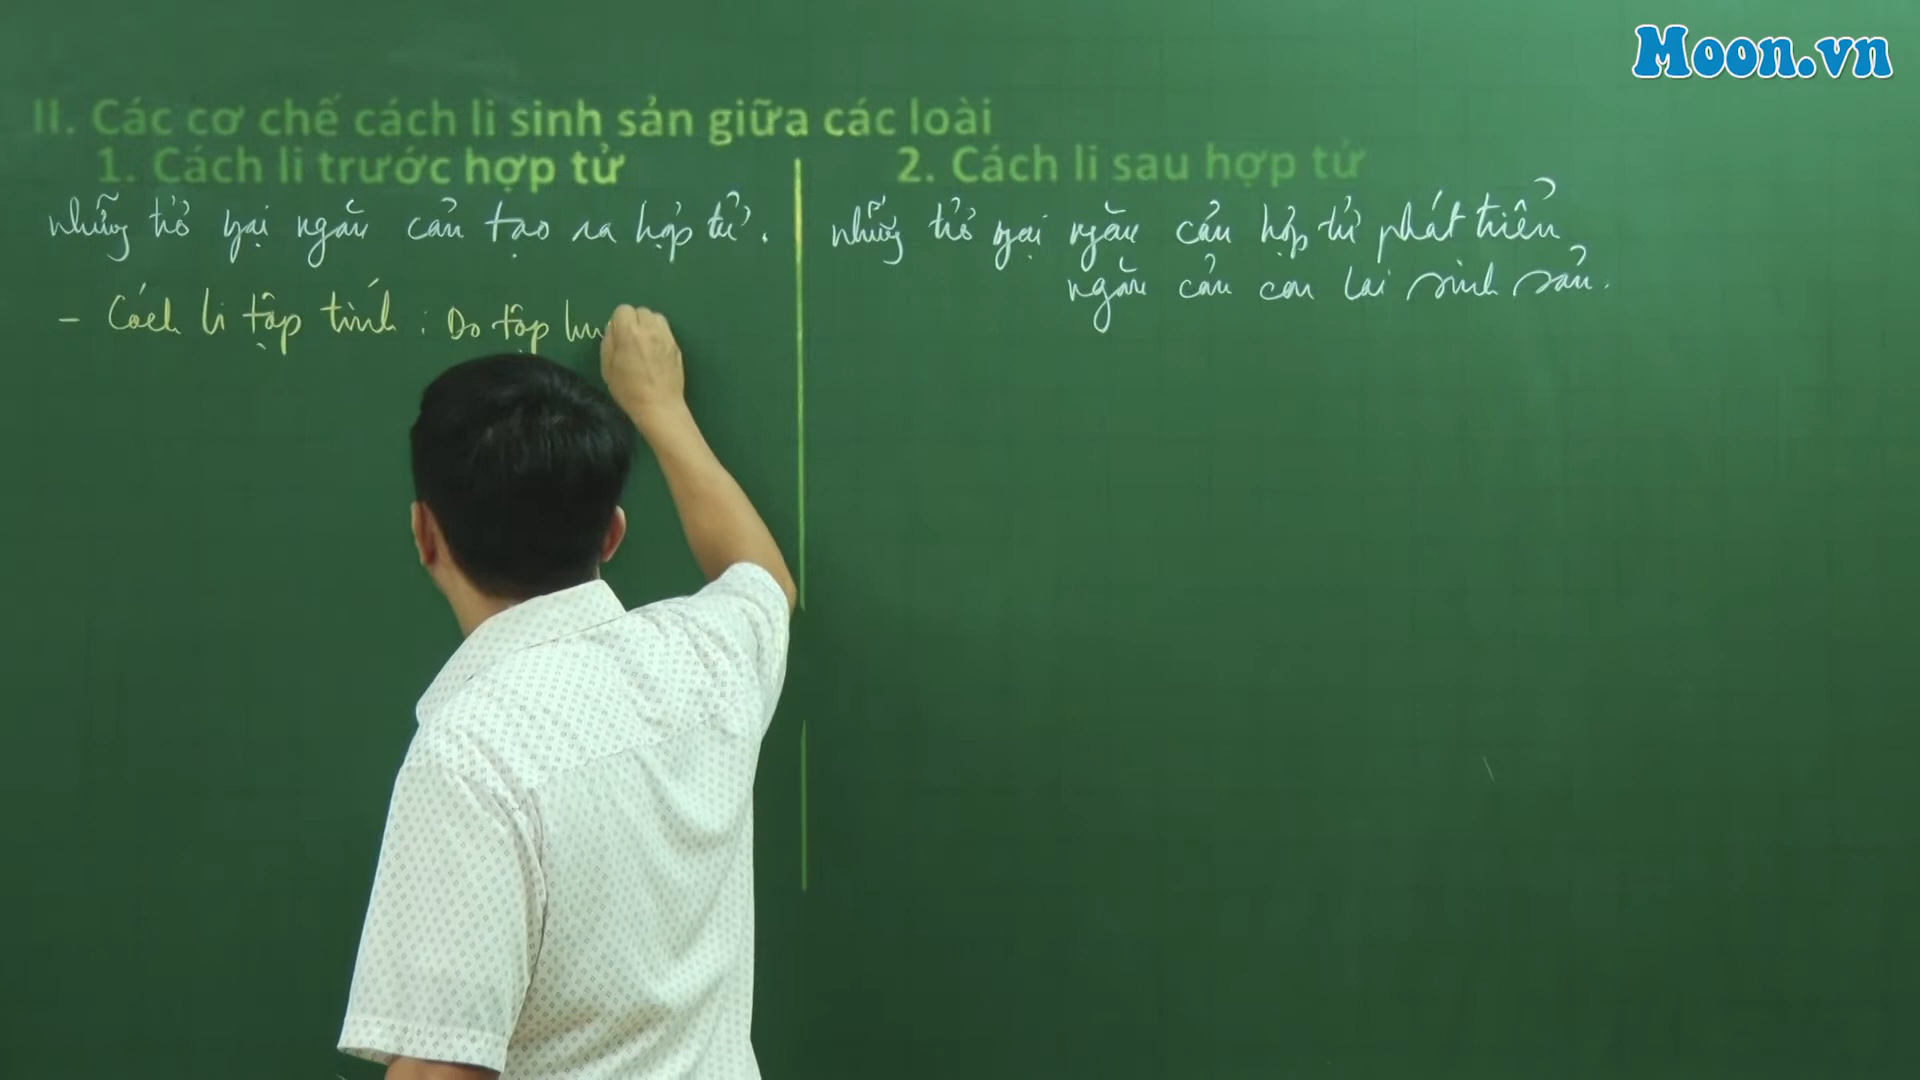 Moon.vn
II. Các cơ chế cách li sinh sản giữa các loài
1. Cách li trước hợp tử
những trở ngại ngăn cản tạo ra hợp tử.
- Cách li tập tính : Do tập
2. Cách li sau hợp tử
những trở ngại ngăn cản hợp tử phát triển
ngăn cản con lai sinh sản.